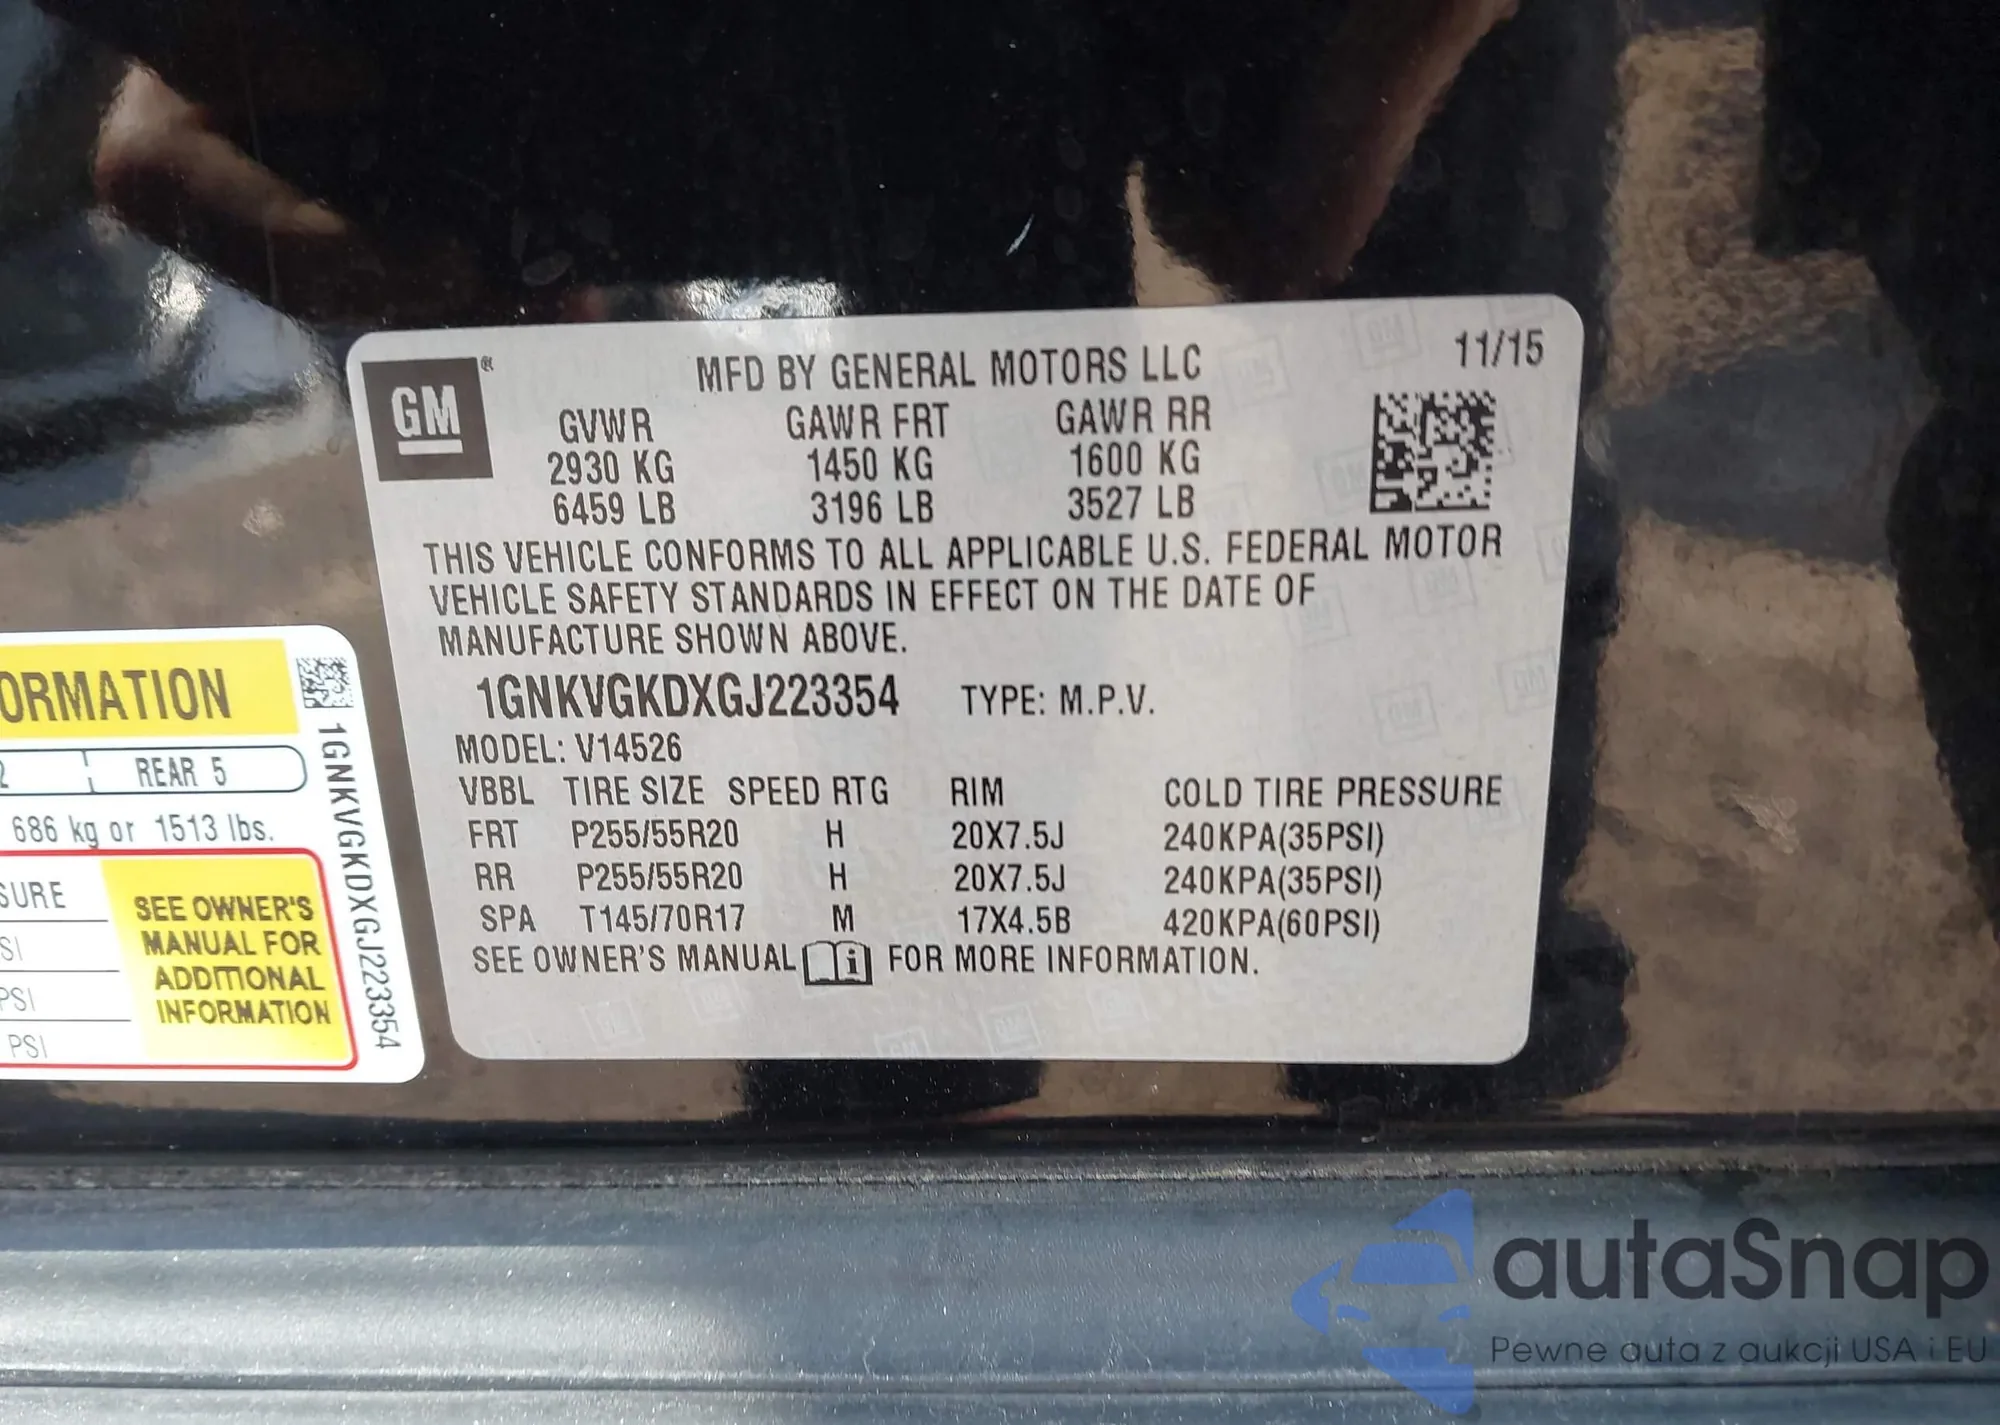 MFD BY GENERAL MOTORS LLC
11/15
GM
®
GVWR GAWR FRT GAWR RR
2930 KG 1450 KG 1600 KG
6459 LB 3196 LB 3527 LB
THIS VEHICLE CONFORMS TO ALL APPLICABLE U.S. FEDERAL MOTOR
VEHICLE SAFETY STANDARDS IN EFFECT ON THE DATE OF
MANUFACTURE SHOWN ABOVE.
1GNKVGKDXGJ223354 TYPE: M.P.V.
MODEL: V14526
VBBL TIRE SIZE SPEED RTG RIM COLD TIRE PRESSURE
FRT P255/55R20 H 20X7.5J 240KPA(35PSI)
RR P255/55R20 H 20X7.5J 240KPA(35PSI)
SPA T145/70R17 M 17X4.5B 420KPA(60PSI)
SEE OWNER'S MANUAL i FOR MORE INFORMATION.
ORMATION
2 REAR 5
686 kg or 1513 lbs.
SURE
SI
PSI
PSI
SEE OWNER'S
MANUAL FOR
ADDITIONAL
INFORMATION
1GNKVGKDXGJ223354
autaSnap
Pewne auta z aukcji USA i EU